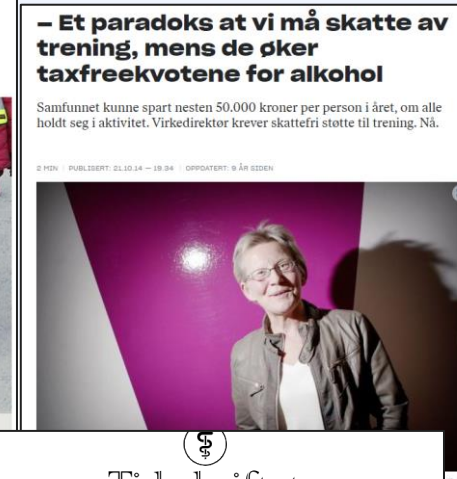 – Et paradoks at vi må skatte av
trening, mens de øker
taxfreekvotene for alkohol
Samfunnet kunne spart nesten 50.000 kroner per person i året, om alle
holdt seg i aktivitet. Virkedirektør krever skattefri støtte til trening. Nå.
2 MIN | PUBLISERT: 21.10.14 — 19.34 | OPPDATERT: 9 ÅR SIDEN